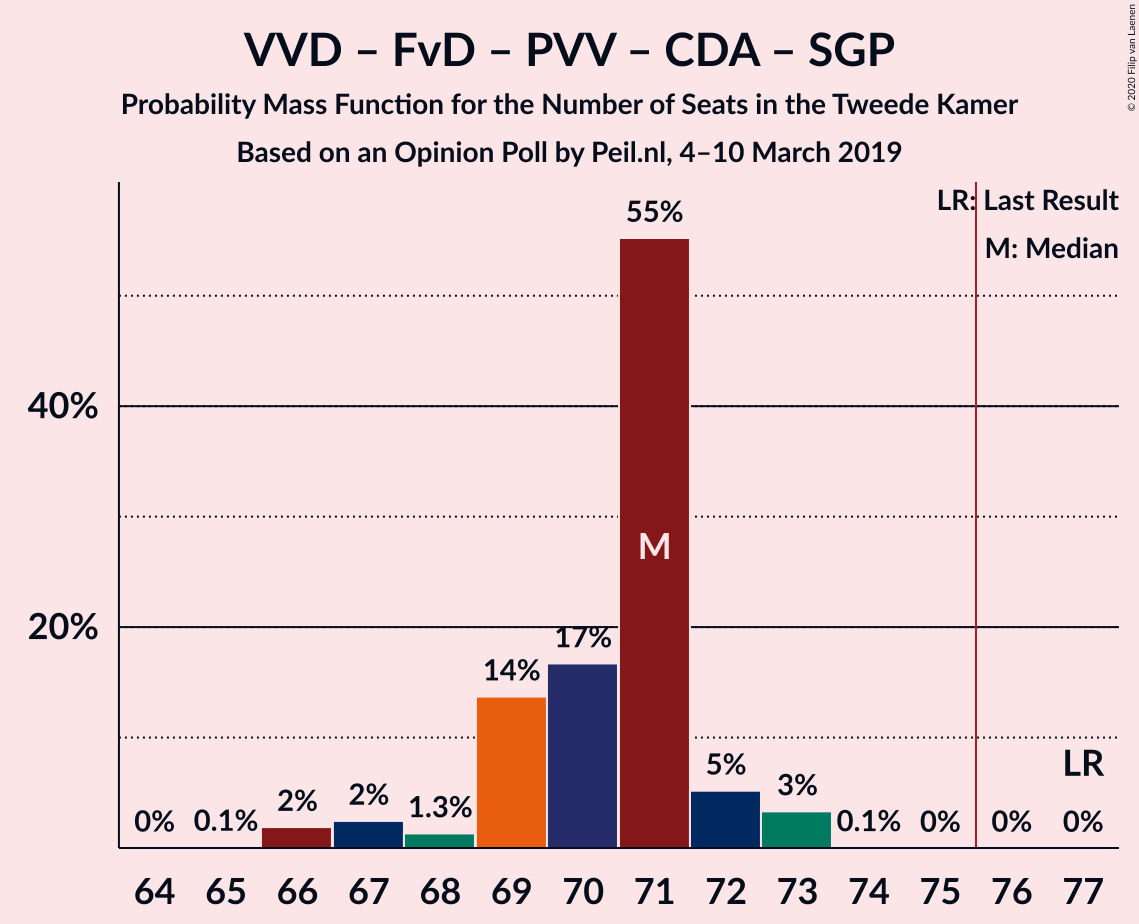 VVD – FvD – PVV – CDA – SGP
Probability Mass Function for the Number of Seats in the Tweede Kamer
Based on an Opinion Poll by Peil.nl, 4–10 March 2019
© 2020 Filip van Laenen
LR: Last Result
M: Median
55%
40%
M
20%
17%
14%
LR
5%
3%
2%
2%
1.3%
0%
0.1%
0.1%
0%
0%
0%
64 65 66 67 68 69 70 71 72 73 74 75 76 77